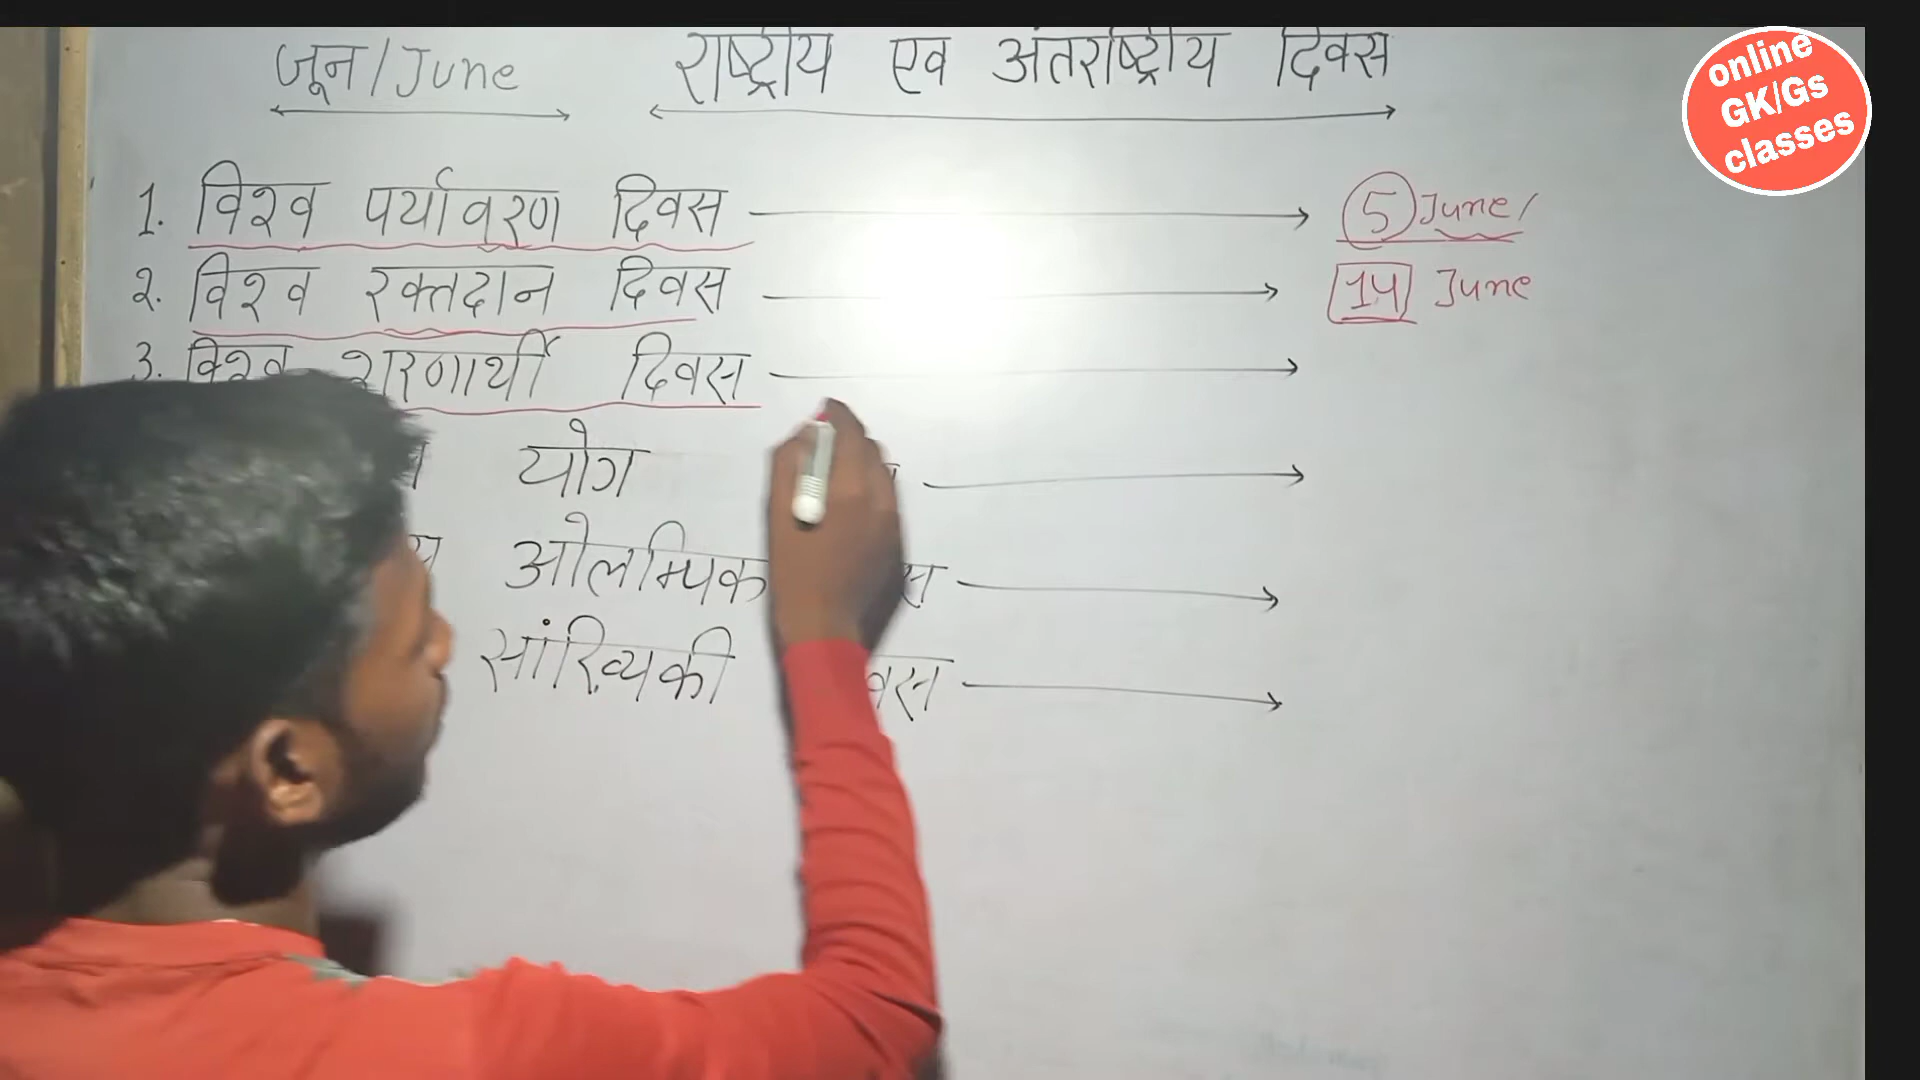 जून/June राष्ट्रीय एव अंतर्राष्ट्रीय दिवस
online
GK/Gs
classes
1. विश्व पर्यावरण दिवस 5 June/
2. विश्व रक्तदान दिवस 14 June
3. विश्व शरणार्थी दिवस
योग
ओलम्पिक
सांख्यिकी